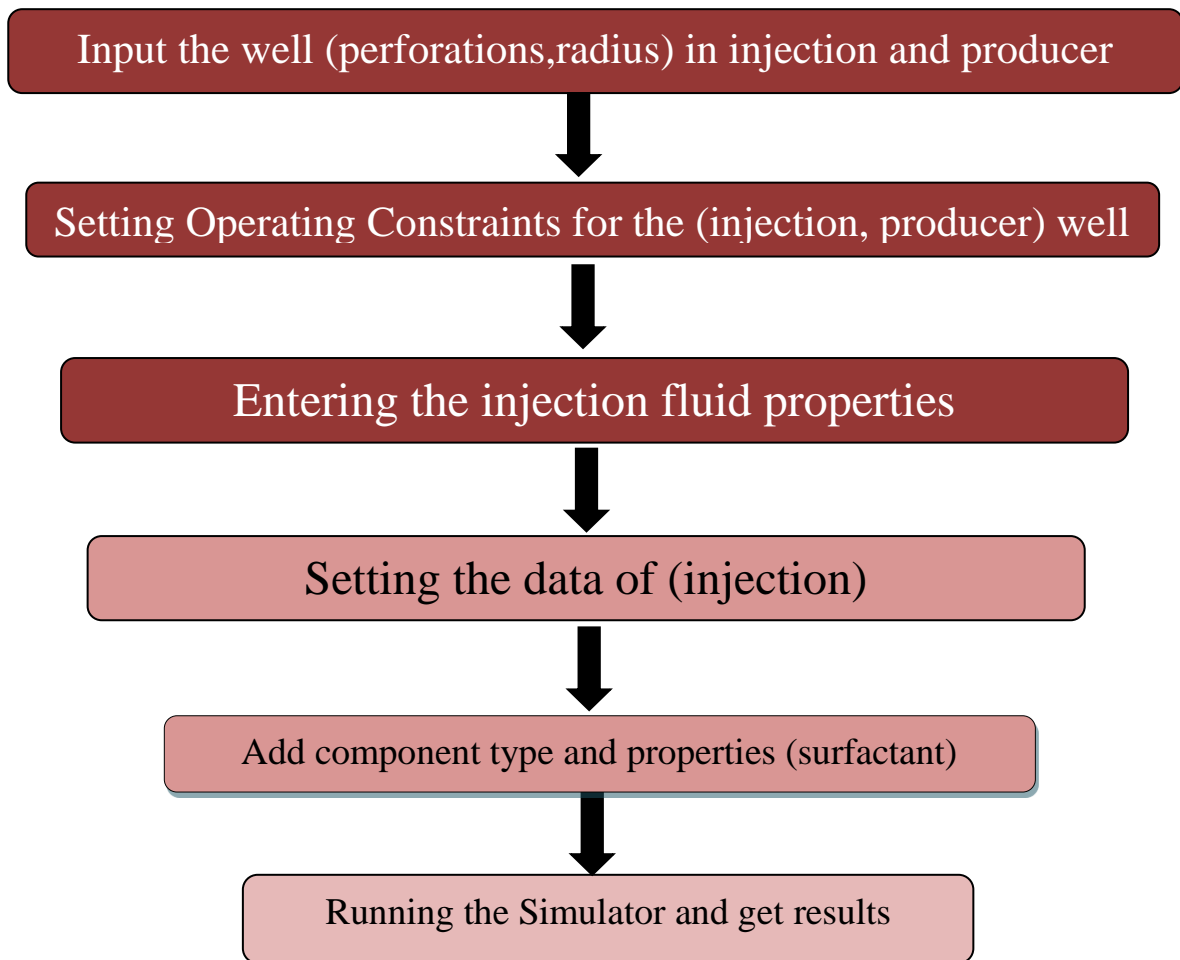 Input the well (perforations,radius) in injection and producer
Setting Operating Constraints for the (injection, producer) well
Entering the injection fluid properties
Setting the data of (injection)
Add component type and properties (surfactant)
Running the Simulator and get results